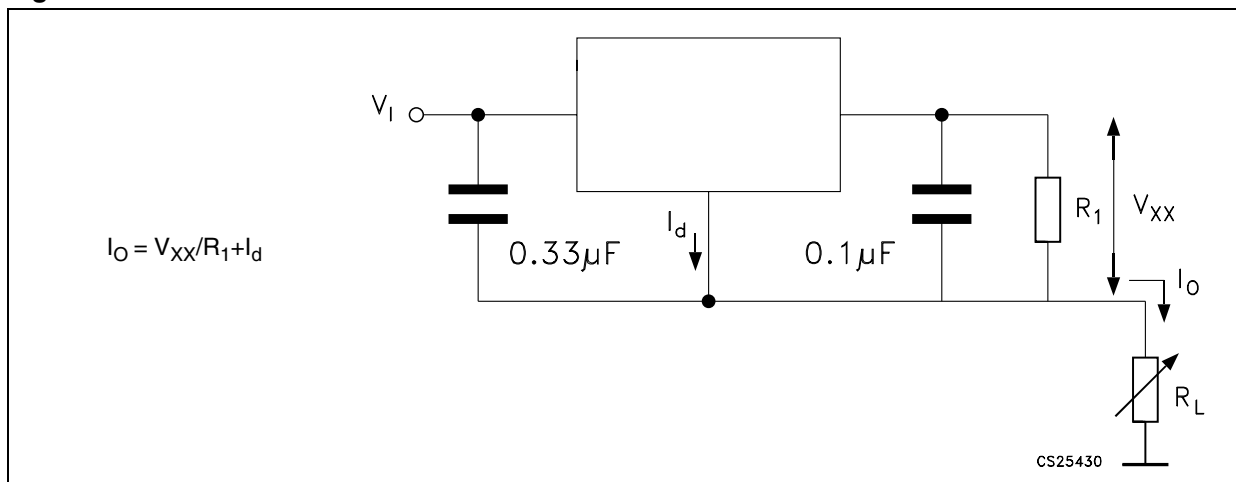 V_I
I_d
R_1
V_XX
I_O = V_XX/R_1+I_d
0.33µF
0.1µF
I_O
R_L
CS25430